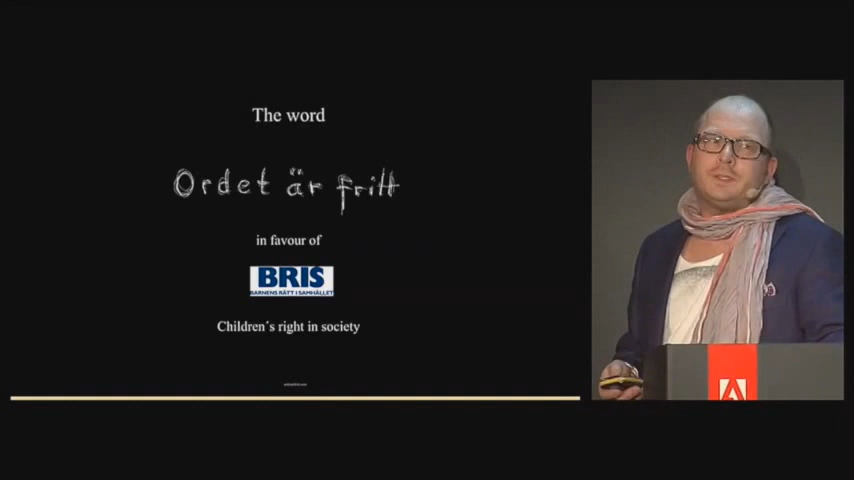 The word
Ordet är fritt
in favour of
BRIS
BARNENS RÄTT I SAMHÄLLET
Children´s right in society